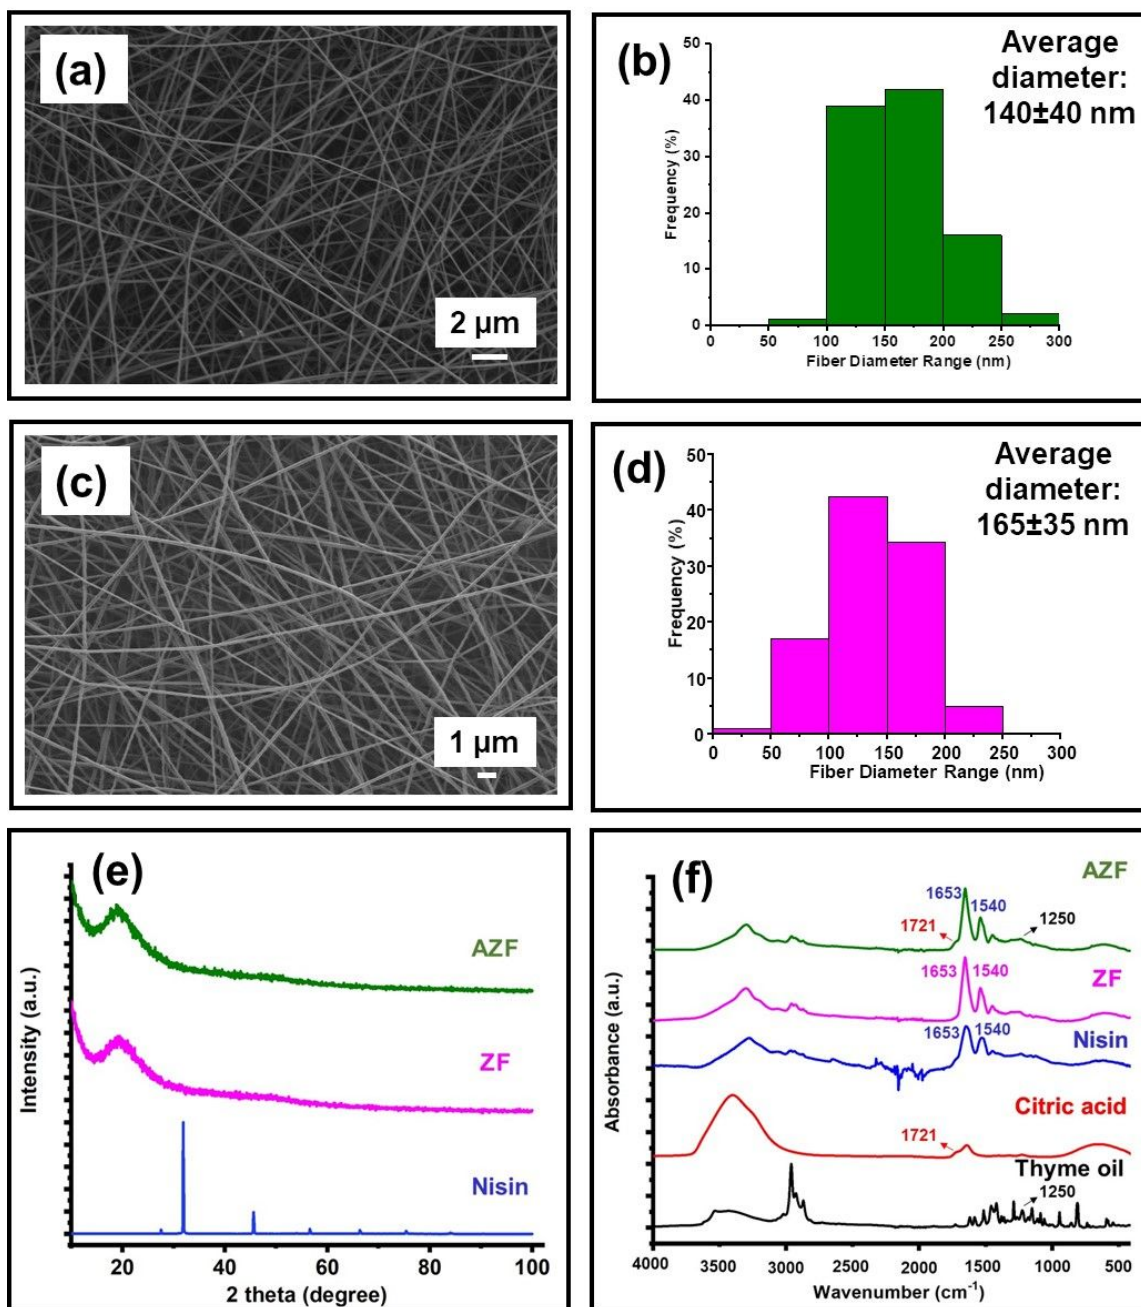 (a)
2 µm
(b)
Average
diameter:
140±40 nm
50
40
30
20
10
0
Frequency (%)
0 50 100 150 200 250 300
Fiber Diameter Range (nm)
(c)
1 µm
(d)
Average
diameter:
165±35 nm
50
40
30
20
10
0
Frequency (%)
0 50 100 150 200 250 300
Fiber Diameter Range (nm)
(e)
AZF
ZF
Nisin
Intensity (a.u.)
20 40 60 80 100
2 theta (degree)
(f)
AZF
1653
1540
1721
1250
ZF
1653 1540
Nisin
1653 1540
Citric acid
1721
Thyme oil
1250
Absorbance (a.u.)
4000 3500 3000 2500 2000 1500 1000 500
Wavenumber (cm⁻¹)